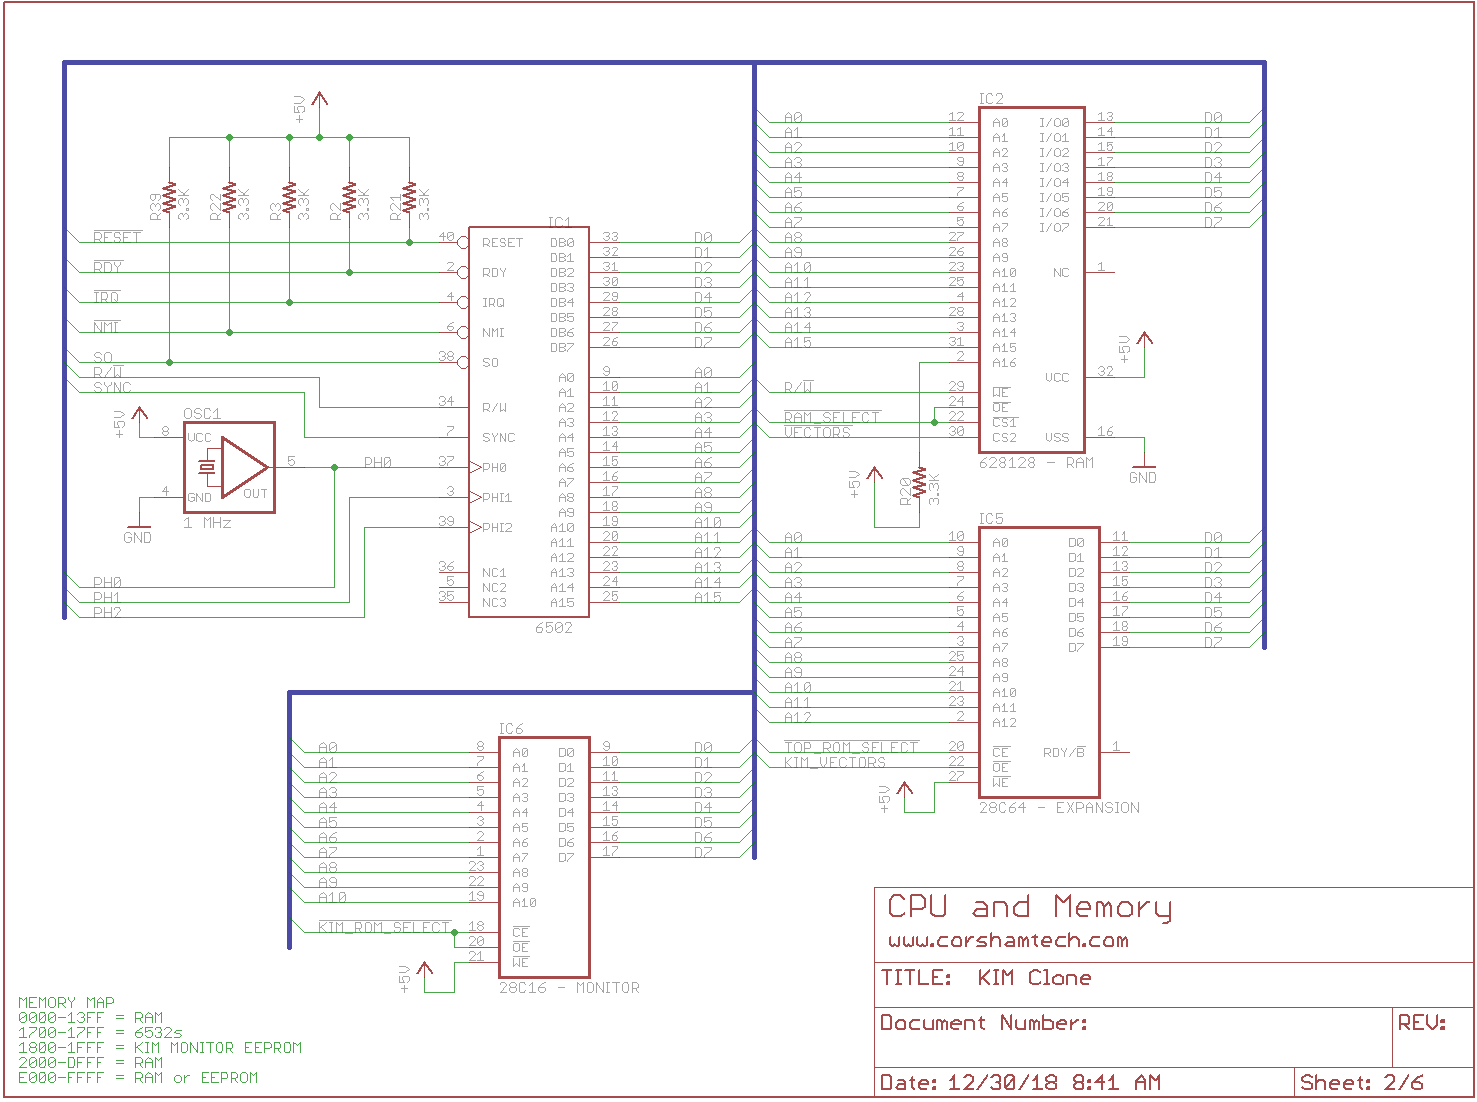 +5V
R39 3.3K
R22 3.3K
R3 3.3K
R2 3.3K
R21 3.3K
RESET
RDY
IRQ
NMI
SO
R/W
SYNC
+5V
OSC1
8 VCC
5
4 GND
OUT
1 MHz
GND
PH0
PH0
PH1
PH2
IC1
40 RESET
2 RDY
4 IRQ
6 NMI
38 SO
34 R/W
7 SYNC
37 PH0
3 PHI1
39 PHI2
36 NC1
5 NC2
35 NC3
DB0 33 D0
DB1 32 D1
DB2 31 D2
DB3 30 D3
DB4 29 D4
DB5 28 D5
DB6 27 D6
DB7 26 D7
A0 9 A0
A1 10 A1
A2 11 A2
A3 12 A3
A4 13 A4
A5 14 A5
A6 15 A6
A7 16 A7
A8 17 A8
A9 18 A9
A10 19 A10
A11 20 A11
A12 22 A12
A13 23 A13
A14 24 A14
A15 25 A15
6502
IC2
A0 12 A0
A1 11 A1
A2 10 A2
A3 9 A3
A4 8 A4
A5 7 A5
A6 6 A6
A7 5 A7
A8 27 A8
A9 26 A9
A10 23 A10
A11 25 A11
A12 4 A12
A13 28 A13
A14 3 A14
A15 31 A15
2 A16
R/W 29 WE
24 OE
RAM_SELECT 22 CS1
VECTORS 30 CS2
I/O0 13 D0
I/O1 14 D1
I/O2 15 D2
I/O3 17 D3
I/O4 18 D4
I/O5 19 D5
I/O6 20 D6
I/O7 21 D7
NC 1
VCC 32
+5V
VSS 16
GND
628128 - RAM
+5V
R20 3.3K
IC5
A0 10 A0
A1 9 A1
A2 8 A2
A3 7 A3
A4 6 A4
A5 5 A5
A6 4 A6
A7 3 A7
A8 25 A8
A9 24 A9
A10 21 A10
A11 23 A11
A12 2 A12
TOP_ROM_SELECT 20 CE
KIM_VECTORS 22 OE
27 WE
+5V
D0 11 D0
D1 12 D1
D2 13 D2
D3 15 D3
D4 16 D4
D5 17 D5
D6 18 D6
D7 19 D7
RDY/B 1
28C64 - EXPANSION
IC6
A0 8 A0
A1 7 A1
A2 6 A2
A3 5 A3
A4 4 A4
A5 3 A5
A6 2 A6
A7 1 A7
A8 23 A8
A9 22 A9
A10 19 A10
KIM_ROM_SELECT 18 CE
20 OE
21 WE
+5V
D0 9 D0
D1 10 D1
D2 11 D2
D3 13 D3
D4 14 D4
D5 15 D5
D6 16 D6
D7 17 D7
28C16 - MONITOR
MEMORY MAP
0000-13FF = RAM
1700-17FF = 6532s
1800-1FFF = KIM MONITOR EEPROM
2000-DFFF = RAM
E000-FFFF = RAM or EEPROM
CPU and Memory
www.corshamtech.com
TITLE: KIM Clone
Document Number:
REV:
Date: 12/30/18 8:41 AM
Sheet: 2/6